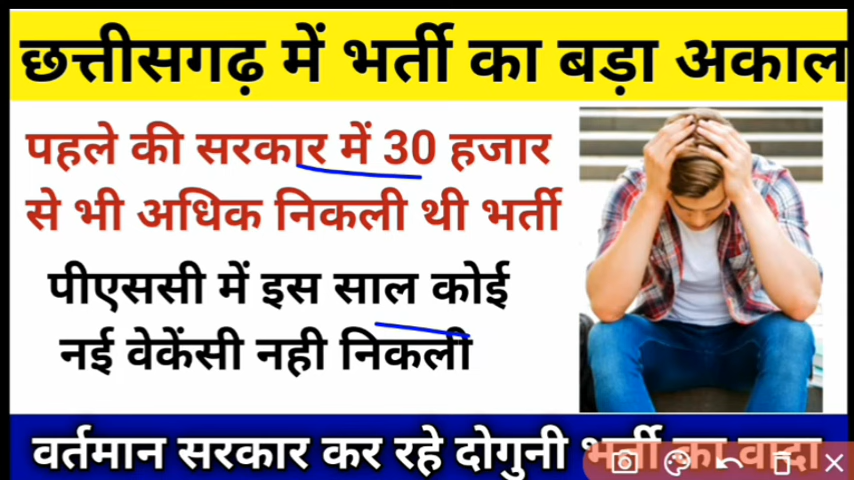 छत्तीसगढ़ में भर्ती का बड़ा अकाल
पहले की सरकार में 30 हजार
से भी अधिक निकली थी भर्ती
पीएससी में इस साल कोई
नई वेकेंसी नही निकली
वर्तमान सरकार कर रहे दोगुनी भर्ती का वादा